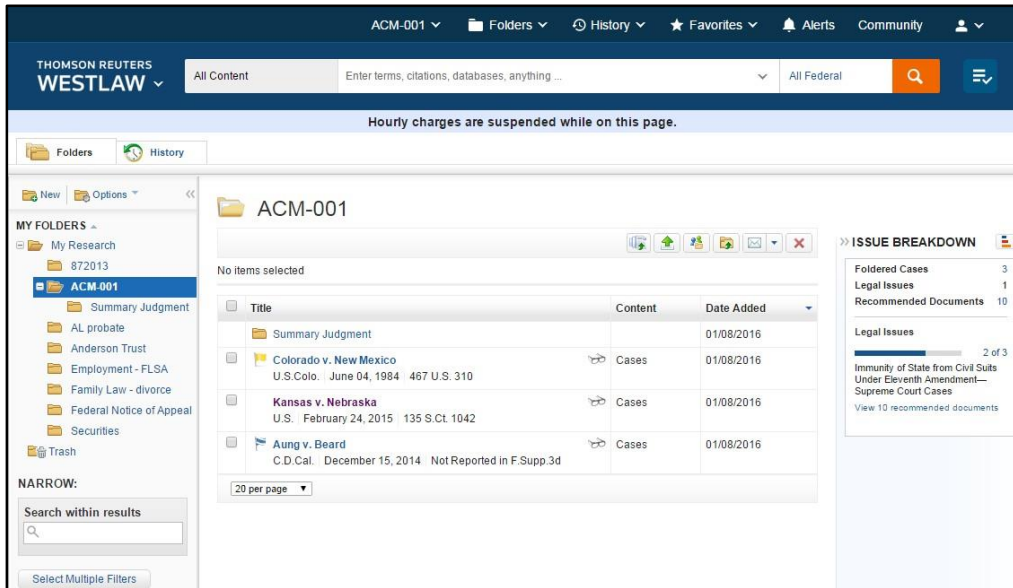 ACM-001 Folders History Favorites Alerts Community
THOMSON REUTERS
WESTLAW
All Content Enter terms, citations, databases, anything ... All Federal
Hourly charges are suspended while on this page.
Folders History
New Options
MY FOLDERS
My Research
872013
ACM-001
Summary Judgment
AL probate
Anderson Trust
Employment - FLSA
Family Law - divorce
Federal Notice of Appeal
Securities
Trash
NARROW:
Search within results
Select Multiple Filters
ACM-001
No items selected
Title Content Date Added
Summary Judgment 01/08/2016
Colorado v. New Mexico Cases 01/08/2016
U.S.Colo. June 04, 1984 467 U.S. 310
Kansas v. Nebraska Cases 01/08/2016
U.S. February 24, 2015 135 S.Ct. 1042
Aung v. Beard Cases 01/08/2016
C.D.Cal. December 15, 2014 Not Reported in F.Supp.3d
20 per page
ISSUE BREAKDOWN
Foldered Cases 3
Legal Issues 1
Recommended Documents 10
Legal Issues
2 of 3
Immunity of State from Civil Suits
Under Eleventh Amendment—
Supreme Court Cases
View 10 recommended documents